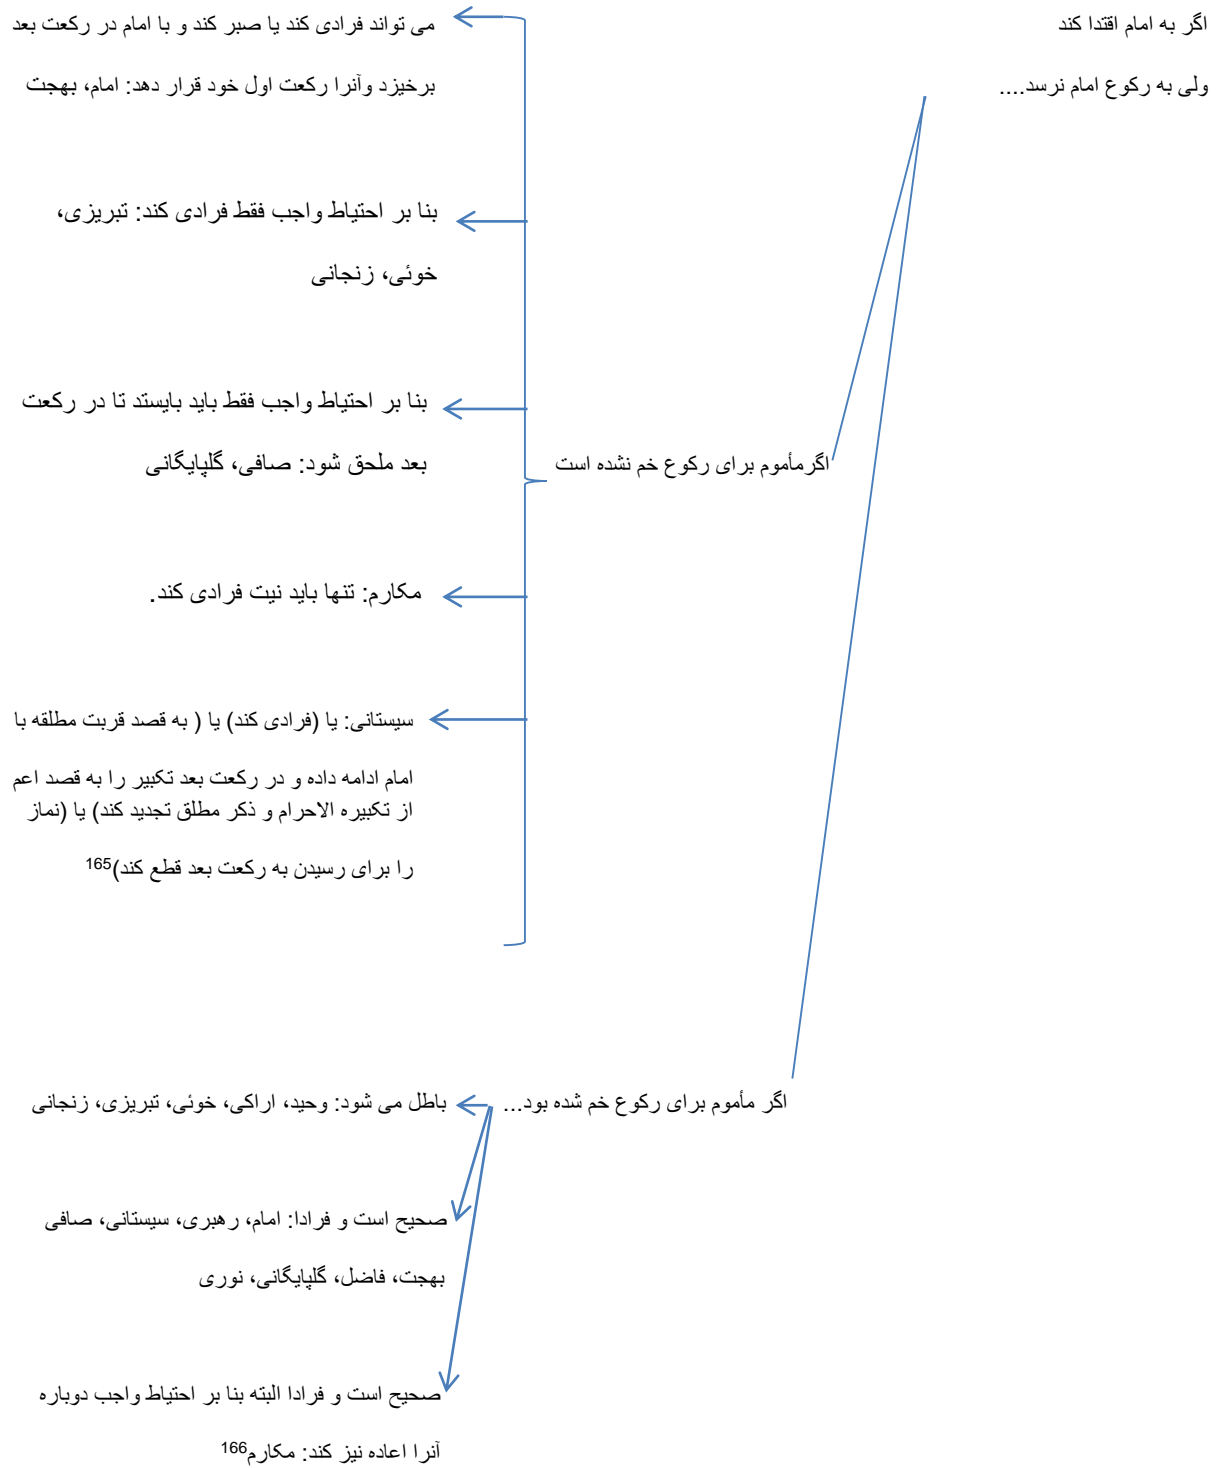 اگر به امام اقتدا کند
ولی به رکوع امام نرسد....
اگرمأموم برای رکوع خم نشده است
می تواند فرادی کند یا صبر کند و با امام در رکعت بعد
برخیزد وآنرا رکعت اول خود قرار دهد: امام، بهجت
بنا بر احتیاط واجب فقط فرادی کند: تبریزی،
خوئی، زنجانی
بنا بر احتیاط واجب فقط باید بایستد تا در رکعت
بعد ملحق شود: صافی، گلپایگانی
مکارم: تنها باید نیت فرادی کند.
سیستانی: یا (فرادی کند) یا ( به قصد قربت مطلقه با
امام ادامه داده و در رکعت بعد تکبیر را به قصد اعم
از تکبیره الاحرام و ذکر مطلق تجدید کند) یا (نماز
را برای رسیدن به رکعت بعد قطع کند)165
اگر مأموم برای رکوع خم شده بود...
باطل می شود: وحید، اراکی، خوئی، تبریزی، زنجانی
صحیح است و فرادا: امام، رهبری، سیستانی، صافی
بهجت، فاضل، گلپایگانی، نوری
صحیح است و فرادا البته بنا بر احتیاط واجب دوباره
آنرا اعاده نیز کند: مکارم166